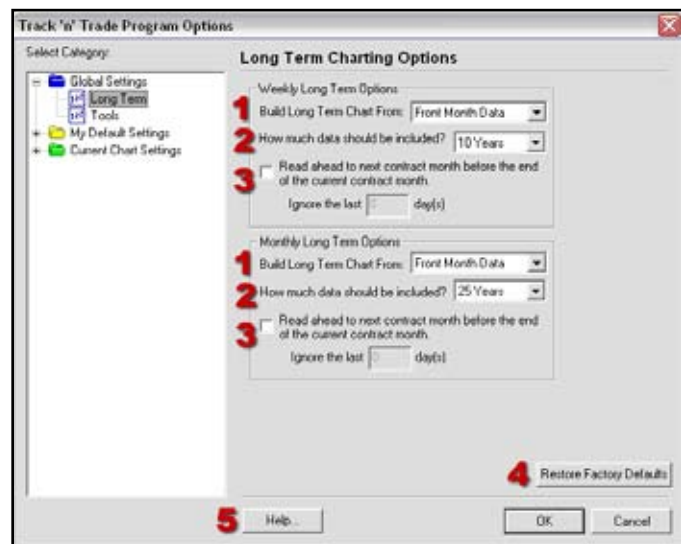 Track 'n' Trade Program Options
Select Category:
Global Settings
Long Term
Tools
My Default Settings
Current Chart Settings
Long Term Charting Options
Weekly Long Term Options
1 Build Long Term Chart From: Front Month Data
2 How much data should be included? 10 Years
3 Read ahead to next contract month before the end
of the current contract month.
Ignore the last day(s)
Monthly Long Term Options
1 Build Long Term Chart From: Front Month Data
2 How much data should be included? 25 Years
3 Read ahead to next contract month before the end
of the current contract month.
Ignore the last day(s)
4 Restore Factory Defaults
5 Help...
OK
Cancel